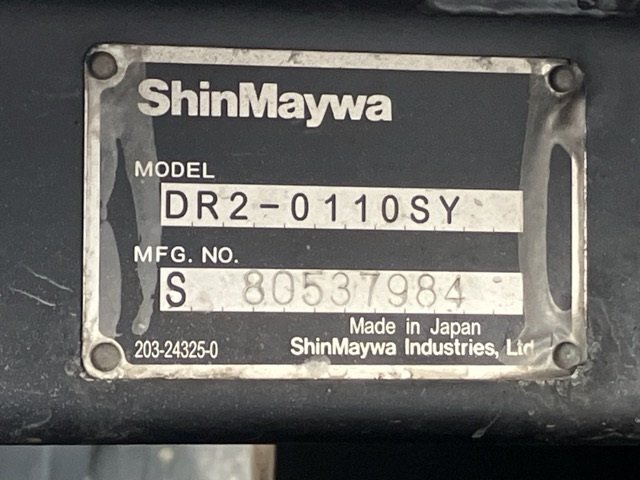 ShinMaywa
MODEL
DR2-0110SY
MFG. NO.
S 80537984
Made in Japan
203-24325-0 ShinMaywa Industries, Ltd